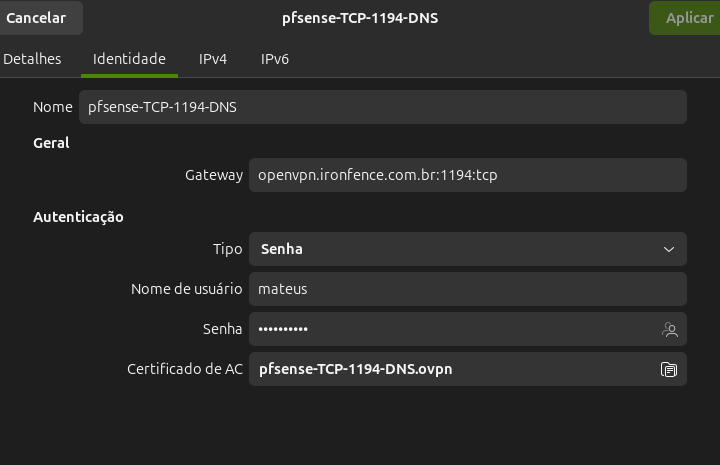 Cancelar pfsense-TCP-1194-DNS Aplicar
Detalhes Identidade IPv4 IPv6
Nome pfsense-TCP-1194-DNS
Geral
Gateway openvpn.ironfence.com.br:1194:tcp
Autenticação
Tipo Senha
Nome de usuário mateus
Senha ••••••••••
Certificado de AC pfsense-TCP-1194-DNS.ovpn